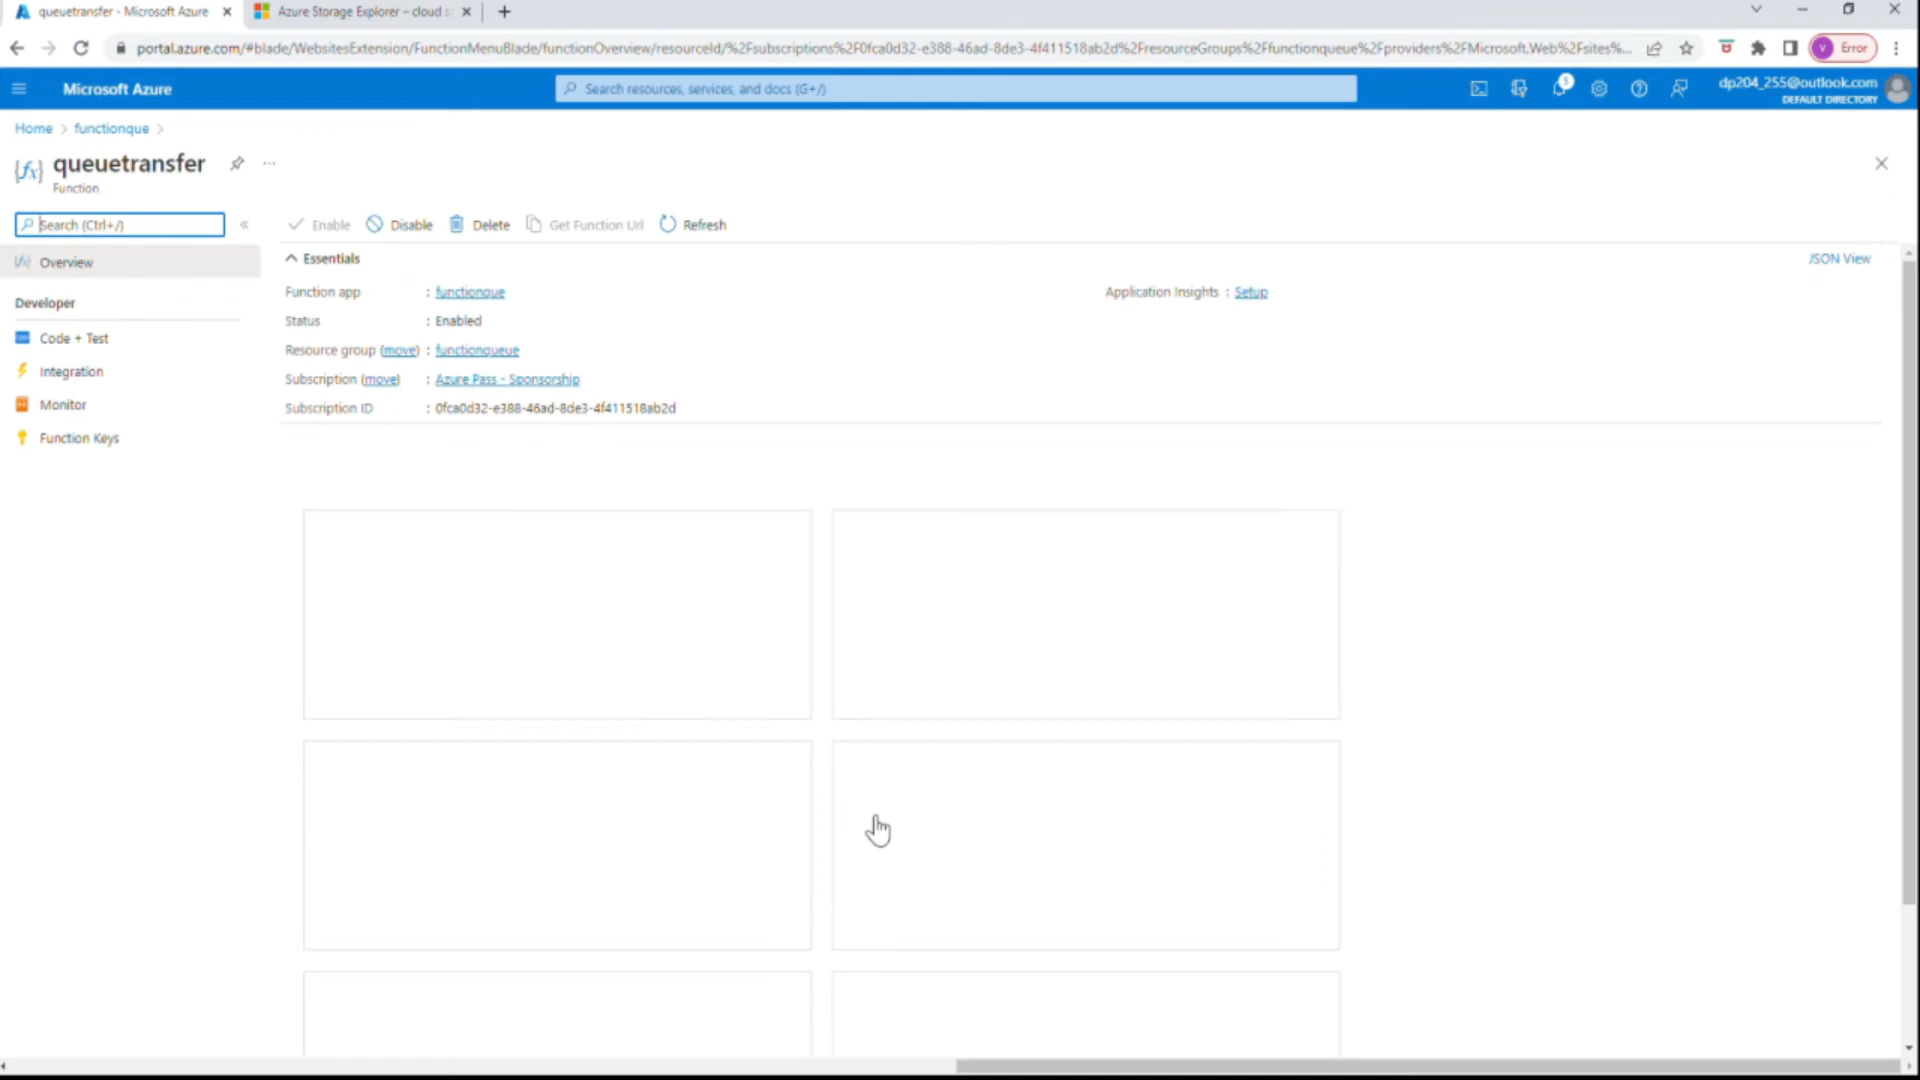 queuetransfer - Microsoft Azure
Azure Storage Explorer – cloud s
portal.azure.com/#blade/WebsitesExtension/FunctionMenuBlade/functionOverview/resourceId/%2Fsubscriptions%2F0fca0d32-e388-46ad-8de3-4f411518ab2d%2FresourceGroups%2Ffunctionqueue%2Fproviders%2FMicrosoft.Web%2Fsites%...
V Error
Microsoft Azure
Search resources, services, and docs (G+/)
5
dp204_255@outlook.com
DEFAULT DIRECTORY
Home > functionque >
queuetransfer
Function
Search (Ctrl+/)
Enable Disable Delete Get Function Url Refresh
Overview
Developer
Code + Test
Integration
Monitor
Function Keys
Essentials
JSON View
Function app : functionque
Application Insights : Setup
Status : Enabled
Resource group (move) : functionqueue
Subscription (move) : Azure Pass - Sponsorship
Subscription ID : 0fca0d32-e388-46ad-8de3-4f411518ab2d